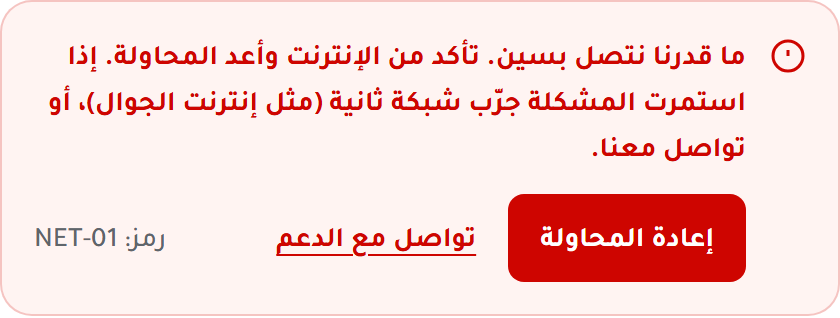 ما قدرنا نتصل بسين. تأكد من الإنترنت وأعد المحاولة. إذا
استمرت المشكلة جرّب شبكة ثانية (مثل إنترنت الجوال)، أو
تواصل معنا.
إعادة المحاولة
تواصل مع الدعم
رمز: NET-01